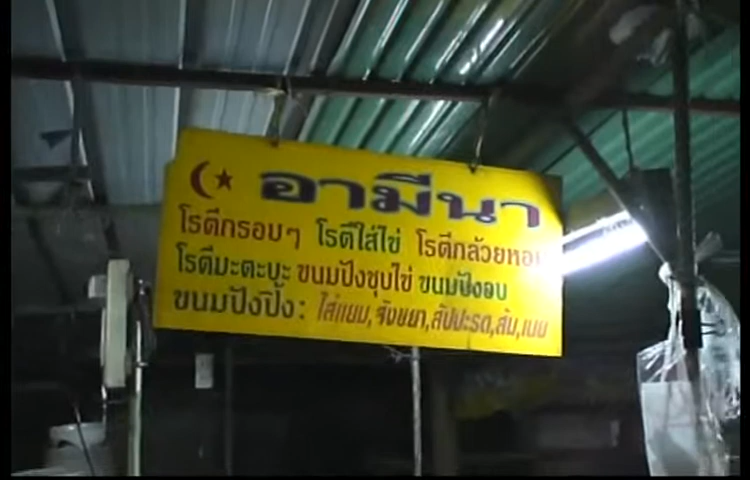 อามีนา
โรตีกรอบๆ โรตีใส่ไข่ โรตีกล้วยหอม
โรตีมะตะบะ ขนมปังชุบไข่ ขนมปังอบ
ขนมปังปิ้ง: ไส้แยม, สังขยา, สัปปะรด, ส้ม, เนย